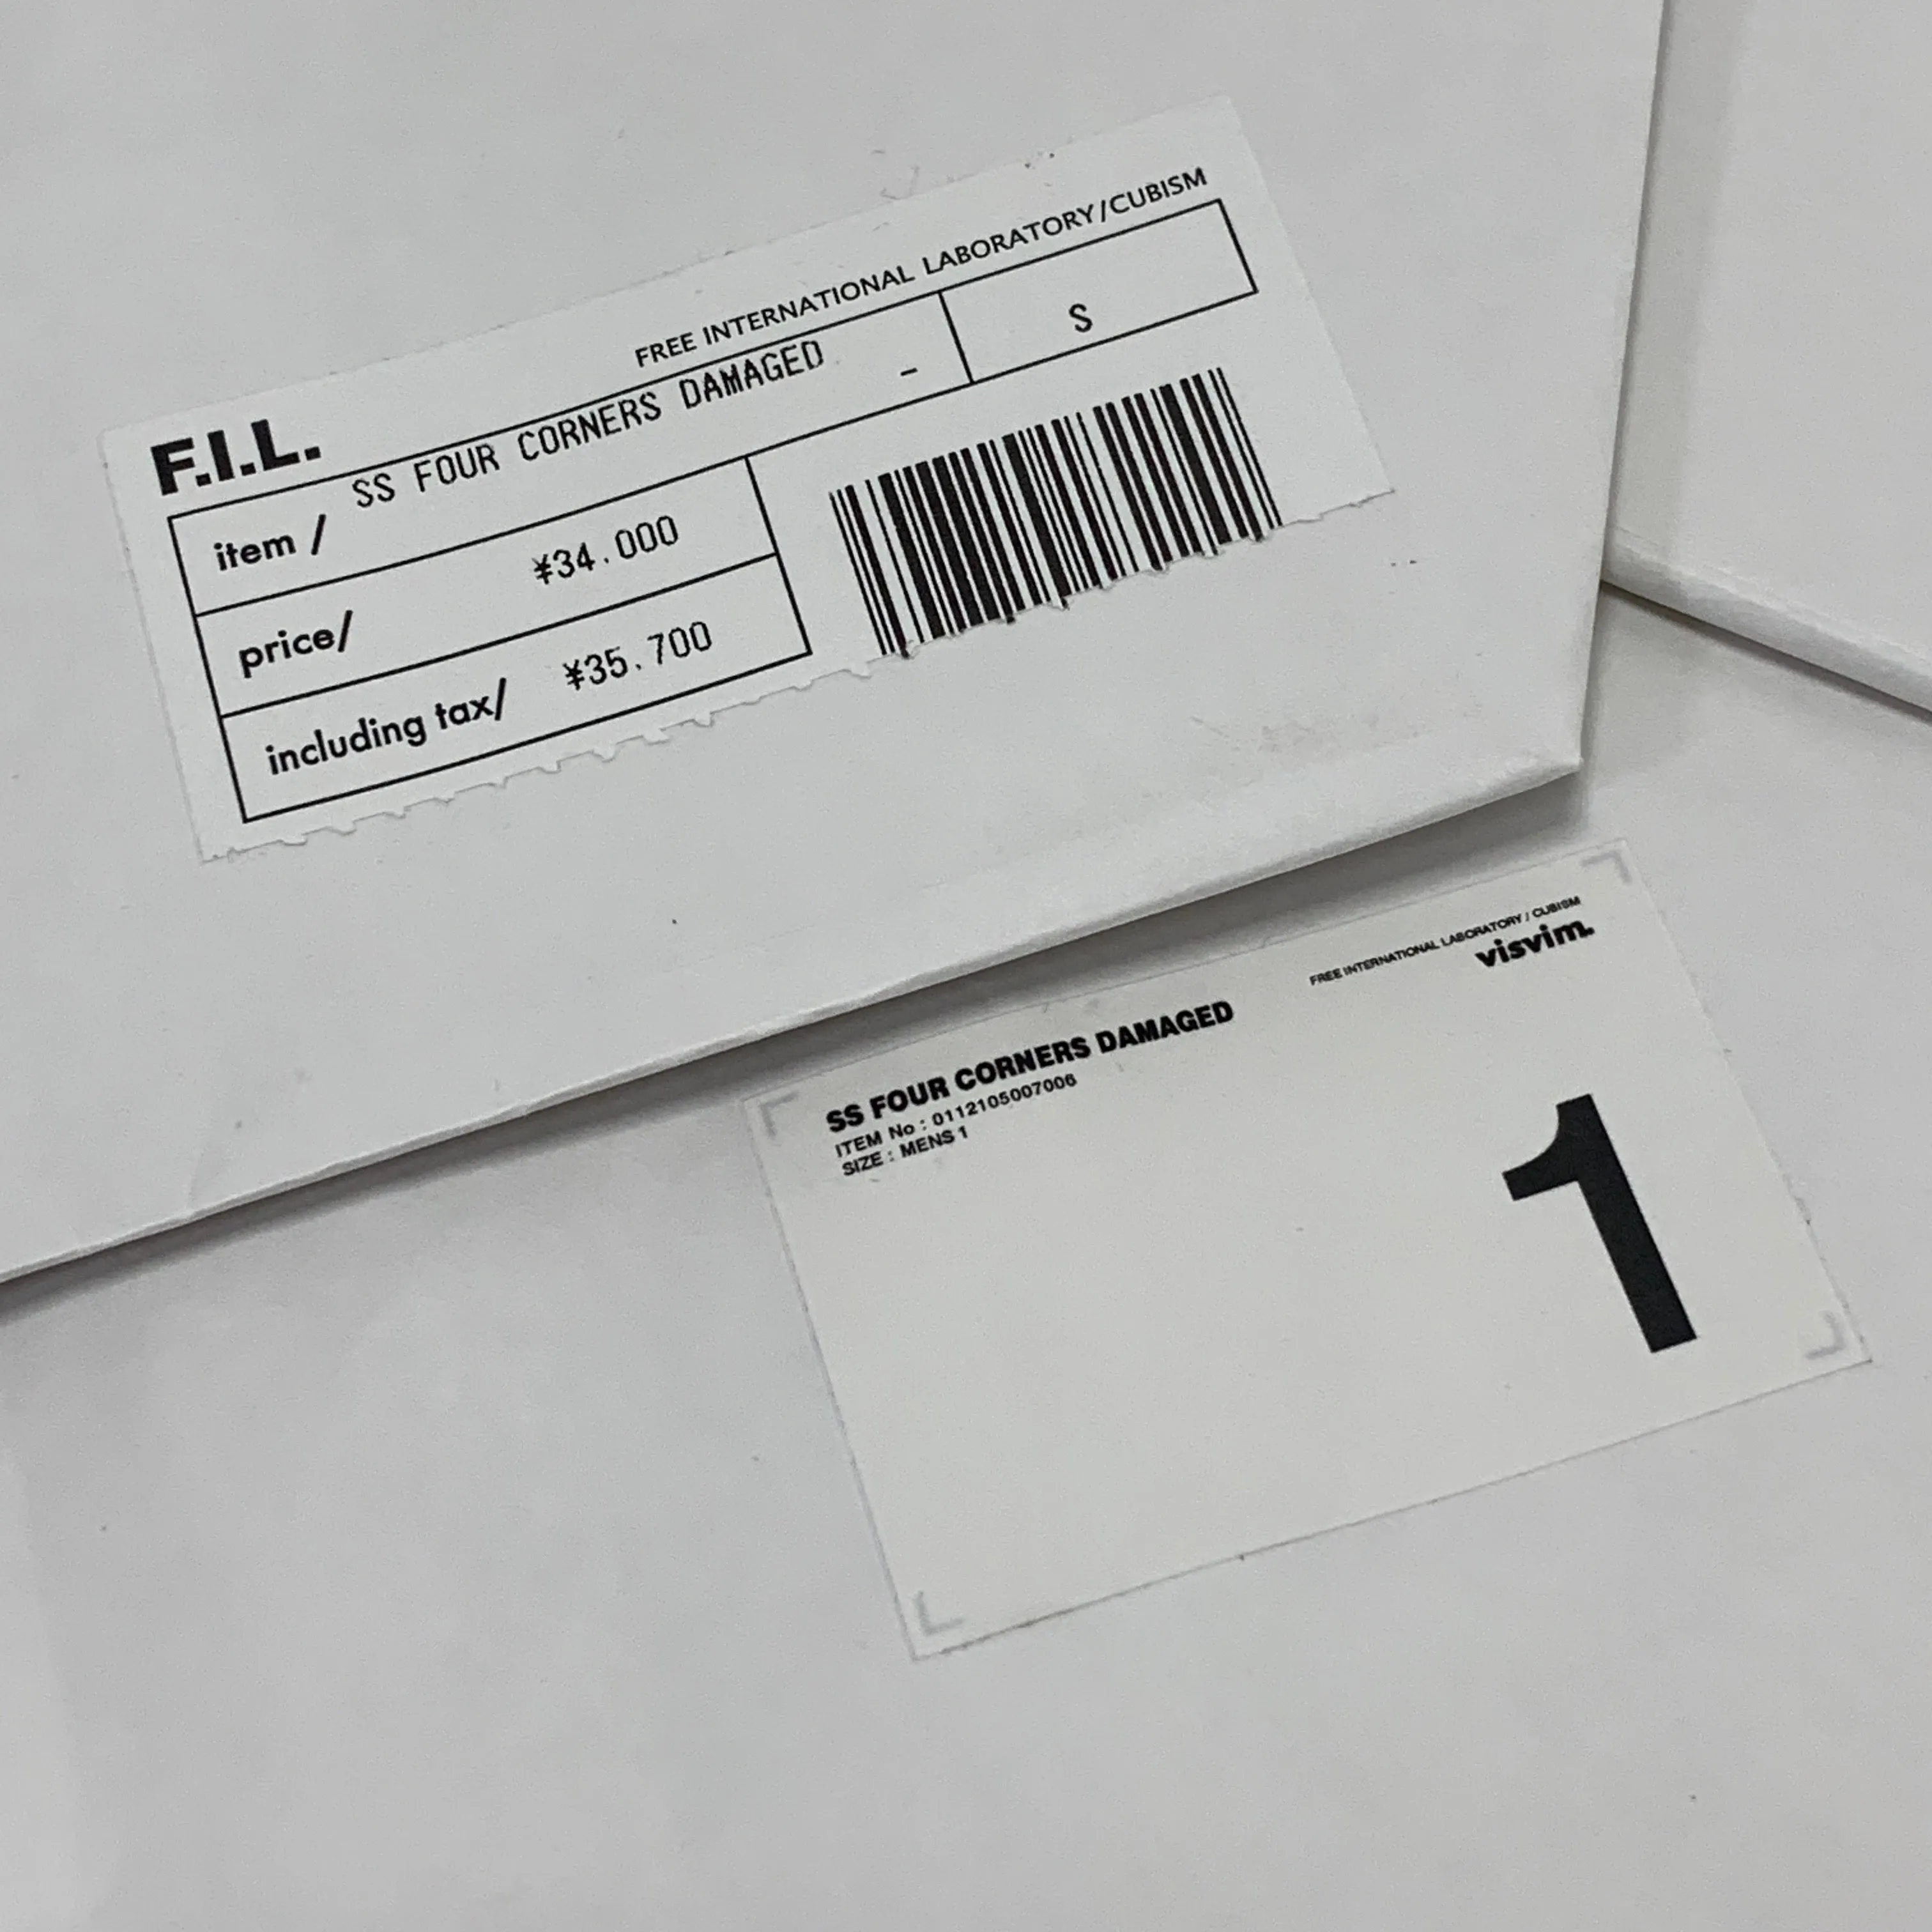 FREE INTERNATIONAL LABORATORY/CUBISM
F.I.L.
item / SS FOUR CORNERS DAMAGED - S
price/ ¥34.000
including tax/ ¥35.700
FREE INTERNATIONAL LABORATORY / CUBISM
visvim.
SS FOUR CORNERS DAMAGED
ITEM No : 0112105007006
SIZE : MENS 1
1